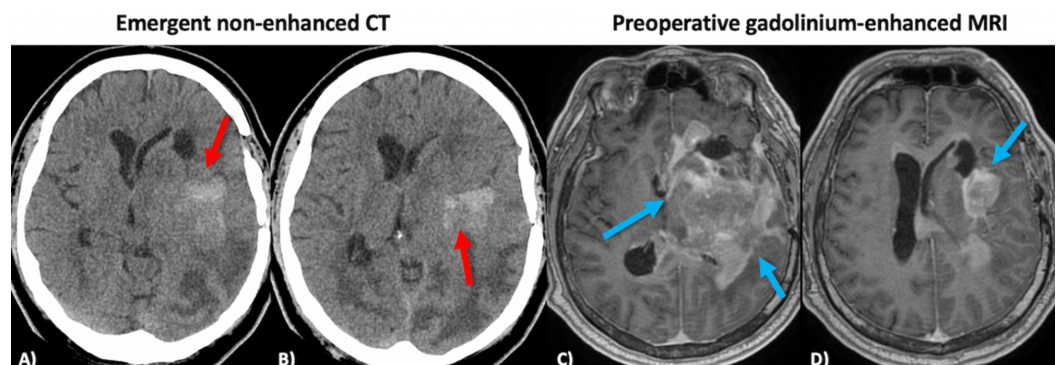 Emergent non-enhanced CT
Preoperative gadolinium-enhanced MRI
A)
B)
C)
D)